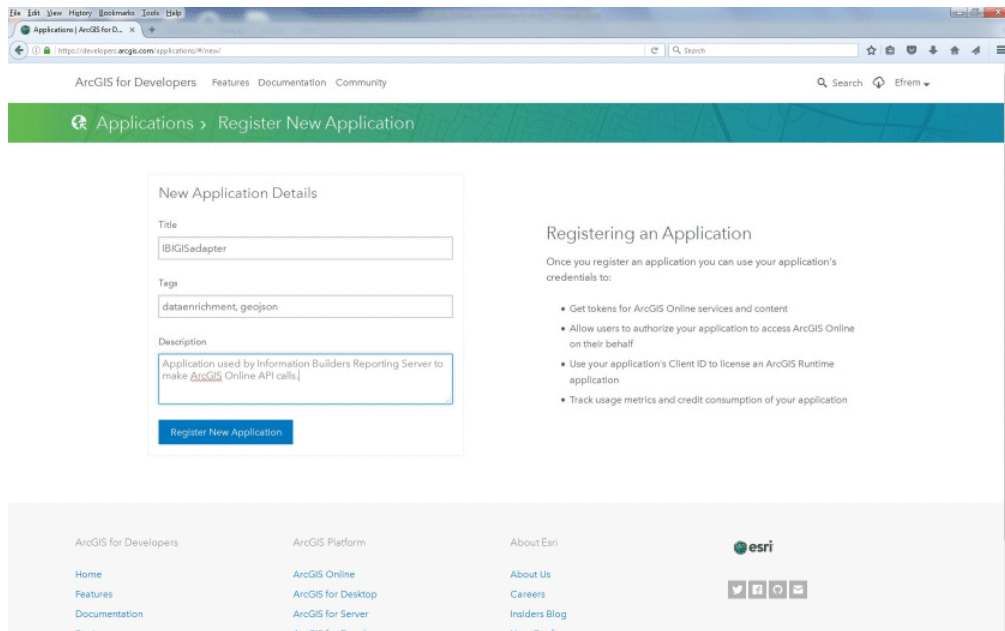 File Edit View History Bookmarks Tools Help
Applications | ArcGIS for D... × +
https://developers.arcgis.com/applications/#/new/
Search
ArcGIS for Developers Features Documentation Community
Search Efrem
Applications › Register New Application
New Application Details
Title
IBIGISadapter
Tags
dataenrichment, geojson
Description
Application used by Information Builders Reporting Server to
make ArcGIS Online API calls.
Register New Application
Registering an Application
Once you register an application you can use your application's
credentials to:
• Get tokens for ArcGIS Online services and content
• Allow users to authorize your application to access ArcGIS Online
on their behalf
• Use your application's Client ID to license an ArcGIS Runtime
application
• Track usage metrics and credit consumption of your application
ArcGIS for Developers
Home
Features
Documentation
ArcGIS Platform
ArcGIS Online
ArcGIS for Desktop
ArcGIS for Server
About Esri
About Us
Careers
Insiders Blog
esri